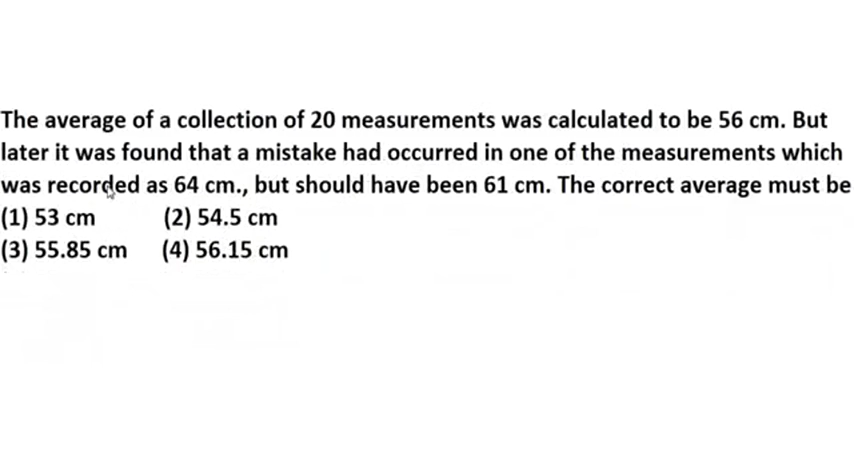 The average of a collection of 20 measurements was calculated to be 56 cm. But
later it was found that a mistake had occurred in one of the measurements which
was recorded as 64 cm., but should have been 61 cm. The correct average must be
(1) 53 cm (2) 54.5 cm
(3) 55.85 cm (4) 56.15 cm